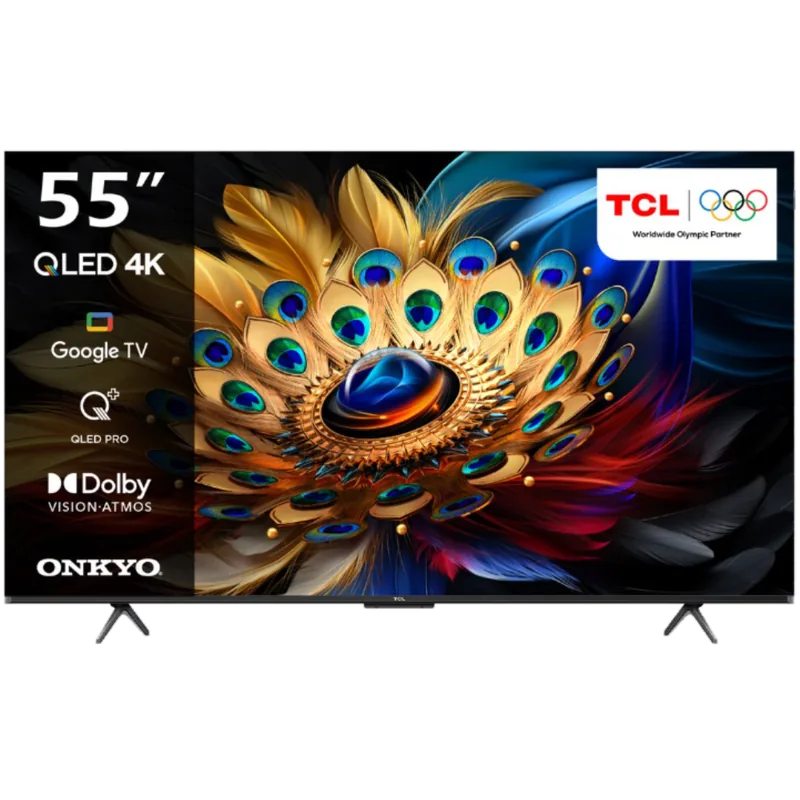 55"
QLED 4K
Google TV
Q+
QLED PRO
Dolby
VISION·ATMOS
ONKYO
TCL
Worldwide Olympic Partner
TCL